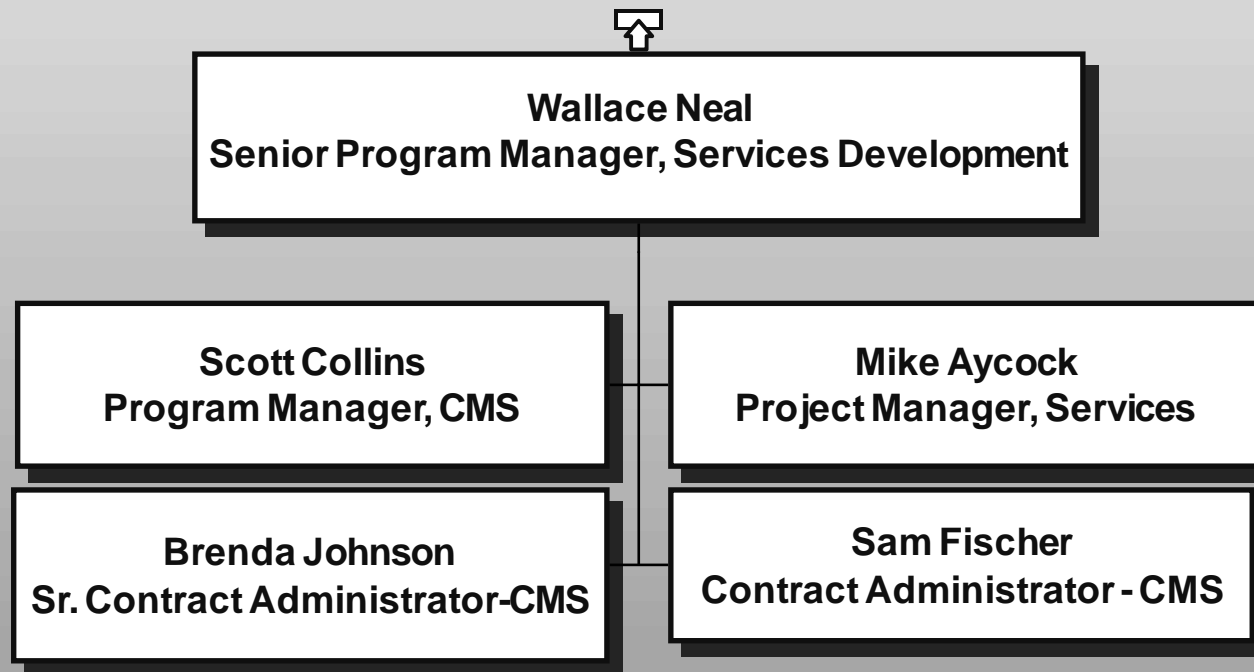 Wallace Neal
Senior Program Manager, Services Development
Scott Collins
Program Manager, CMS
Mike Aycock
Project Manager, Services
Brenda Johnson
Sr. Contract Administrator-CMS
Sam Fischer
Contract Administrator - CMS